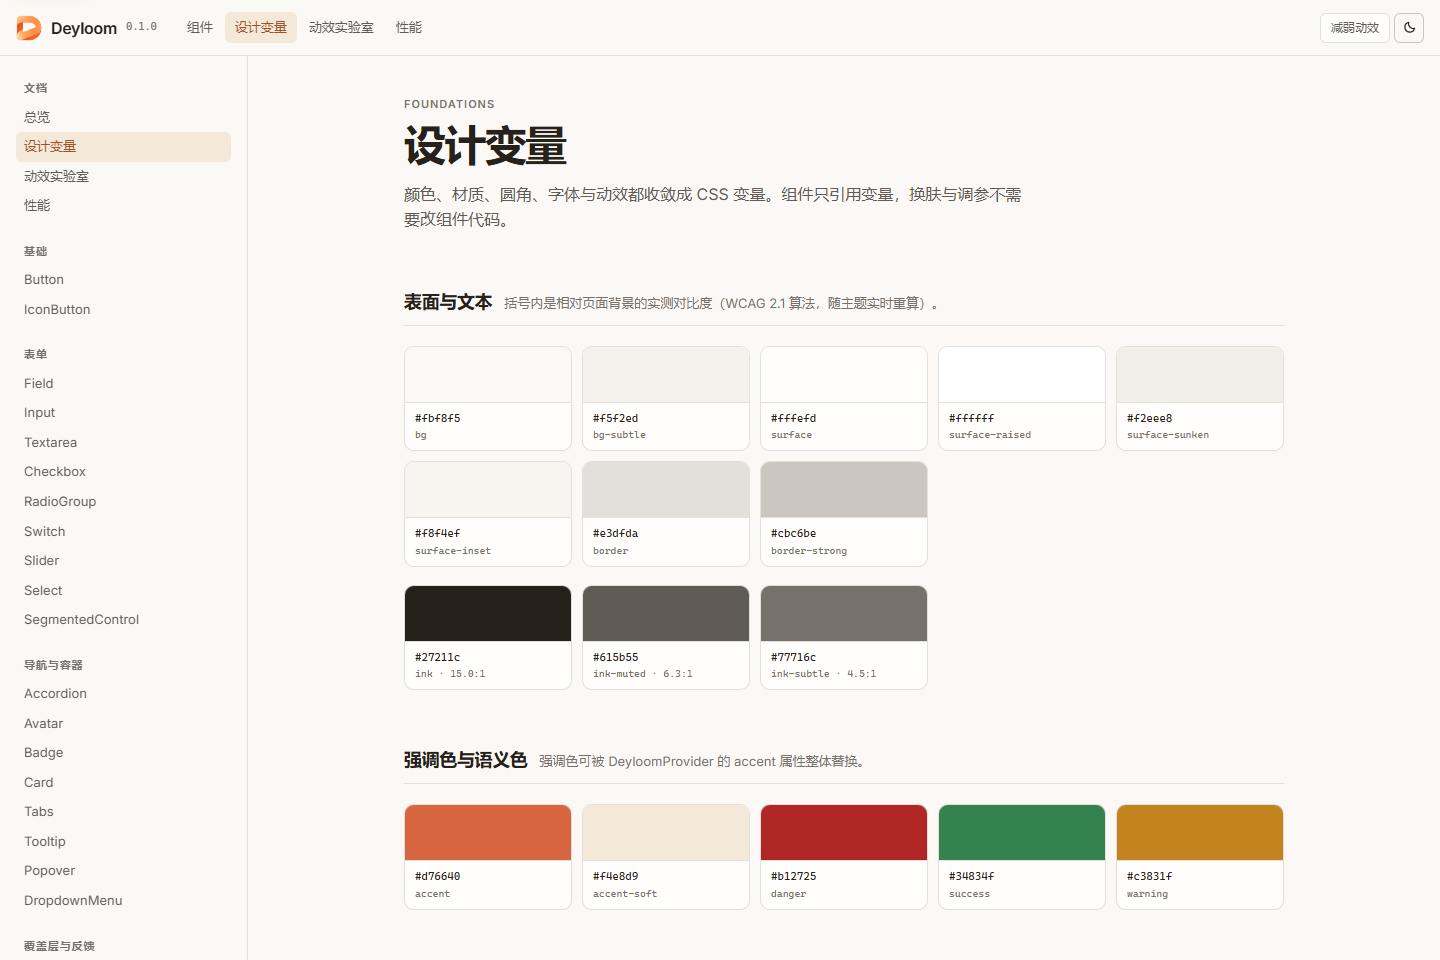 Deyloom 0.1.0 组件 设计变量 动效实验室 性能 减弱动效
文档
总览
设计变量
动效实验室
性能
基础
Button
IconButton
表单
Field
Input
Textarea
Checkbox
RadioGroup
Switch
Slider
Select
SegmentedControl
导航与容器
Accordion
Avatar
Badge
Card
Tabs
Tooltip
Popover
DropdownMenu
覆盖层与反馈
FOUNDATIONS
设计变量
颜色、材质、圆角、字体与动效都收敛成 CSS 变量。组件只引用变量，换肤与调参不需
要改组件代码。
表面与文本 括号内是相对页面背景的实测对比度（WCAG 2.1 算法，随主题实时重算）。
#fbf8f5 #f5f2ed #fffefd #ffffff #f2eee8
bg bg-subtle surface surface-raised surface-sunken
#f8f4ef #e3dfda #cbc6be
surface-inset border border-strong
#27211c #615b55 #77716c
ink · 15.0:1 ink-muted · 6.3:1 ink-subtle · 4.5:1
强调色与语义色 强调色可被 DeyloomProvider 的 accent 属性整体替换。
#d76640 #f4e8d9 #b12725 #34834f #c3831f
accent accent-soft danger success warning